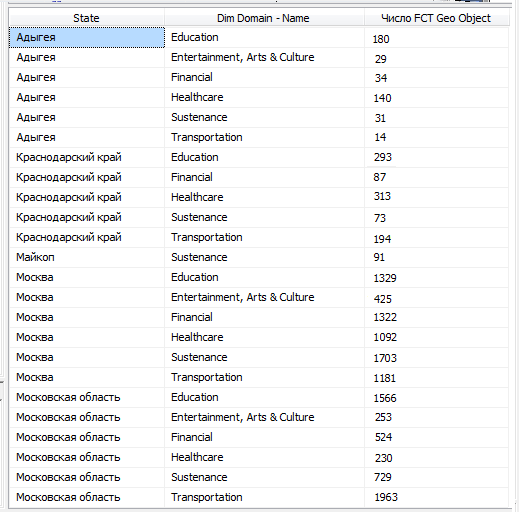 State Dim Domain - Name Число FCT Geo Object
Адыгея Education 180
Адыгея Entertainment, Arts & Culture 29
Адыгея Financial 34
Адыгея Healthcare 140
Адыгея Sustenance 31
Адыгея Transportation 14
Краснодарский край Education 293
Краснодарский край Financial 87
Краснодарский край Healthcare 313
Краснодарский край Sustenance 73
Краснодарский край Transportation 194
Майкоп Sustenance 91
Москва Education 1329
Москва Entertainment, Arts & Culture 425
Москва Financial 1322
Москва Healthcare 1092
Москва Sustenance 1703
Москва Transportation 1181
Московская область Education 1566
Московская область Entertainment, Arts & Culture 253
Московская область Financial 524
Московская область Healthcare 230
Московская область Sustenance 729
Московская область Transportation 1963